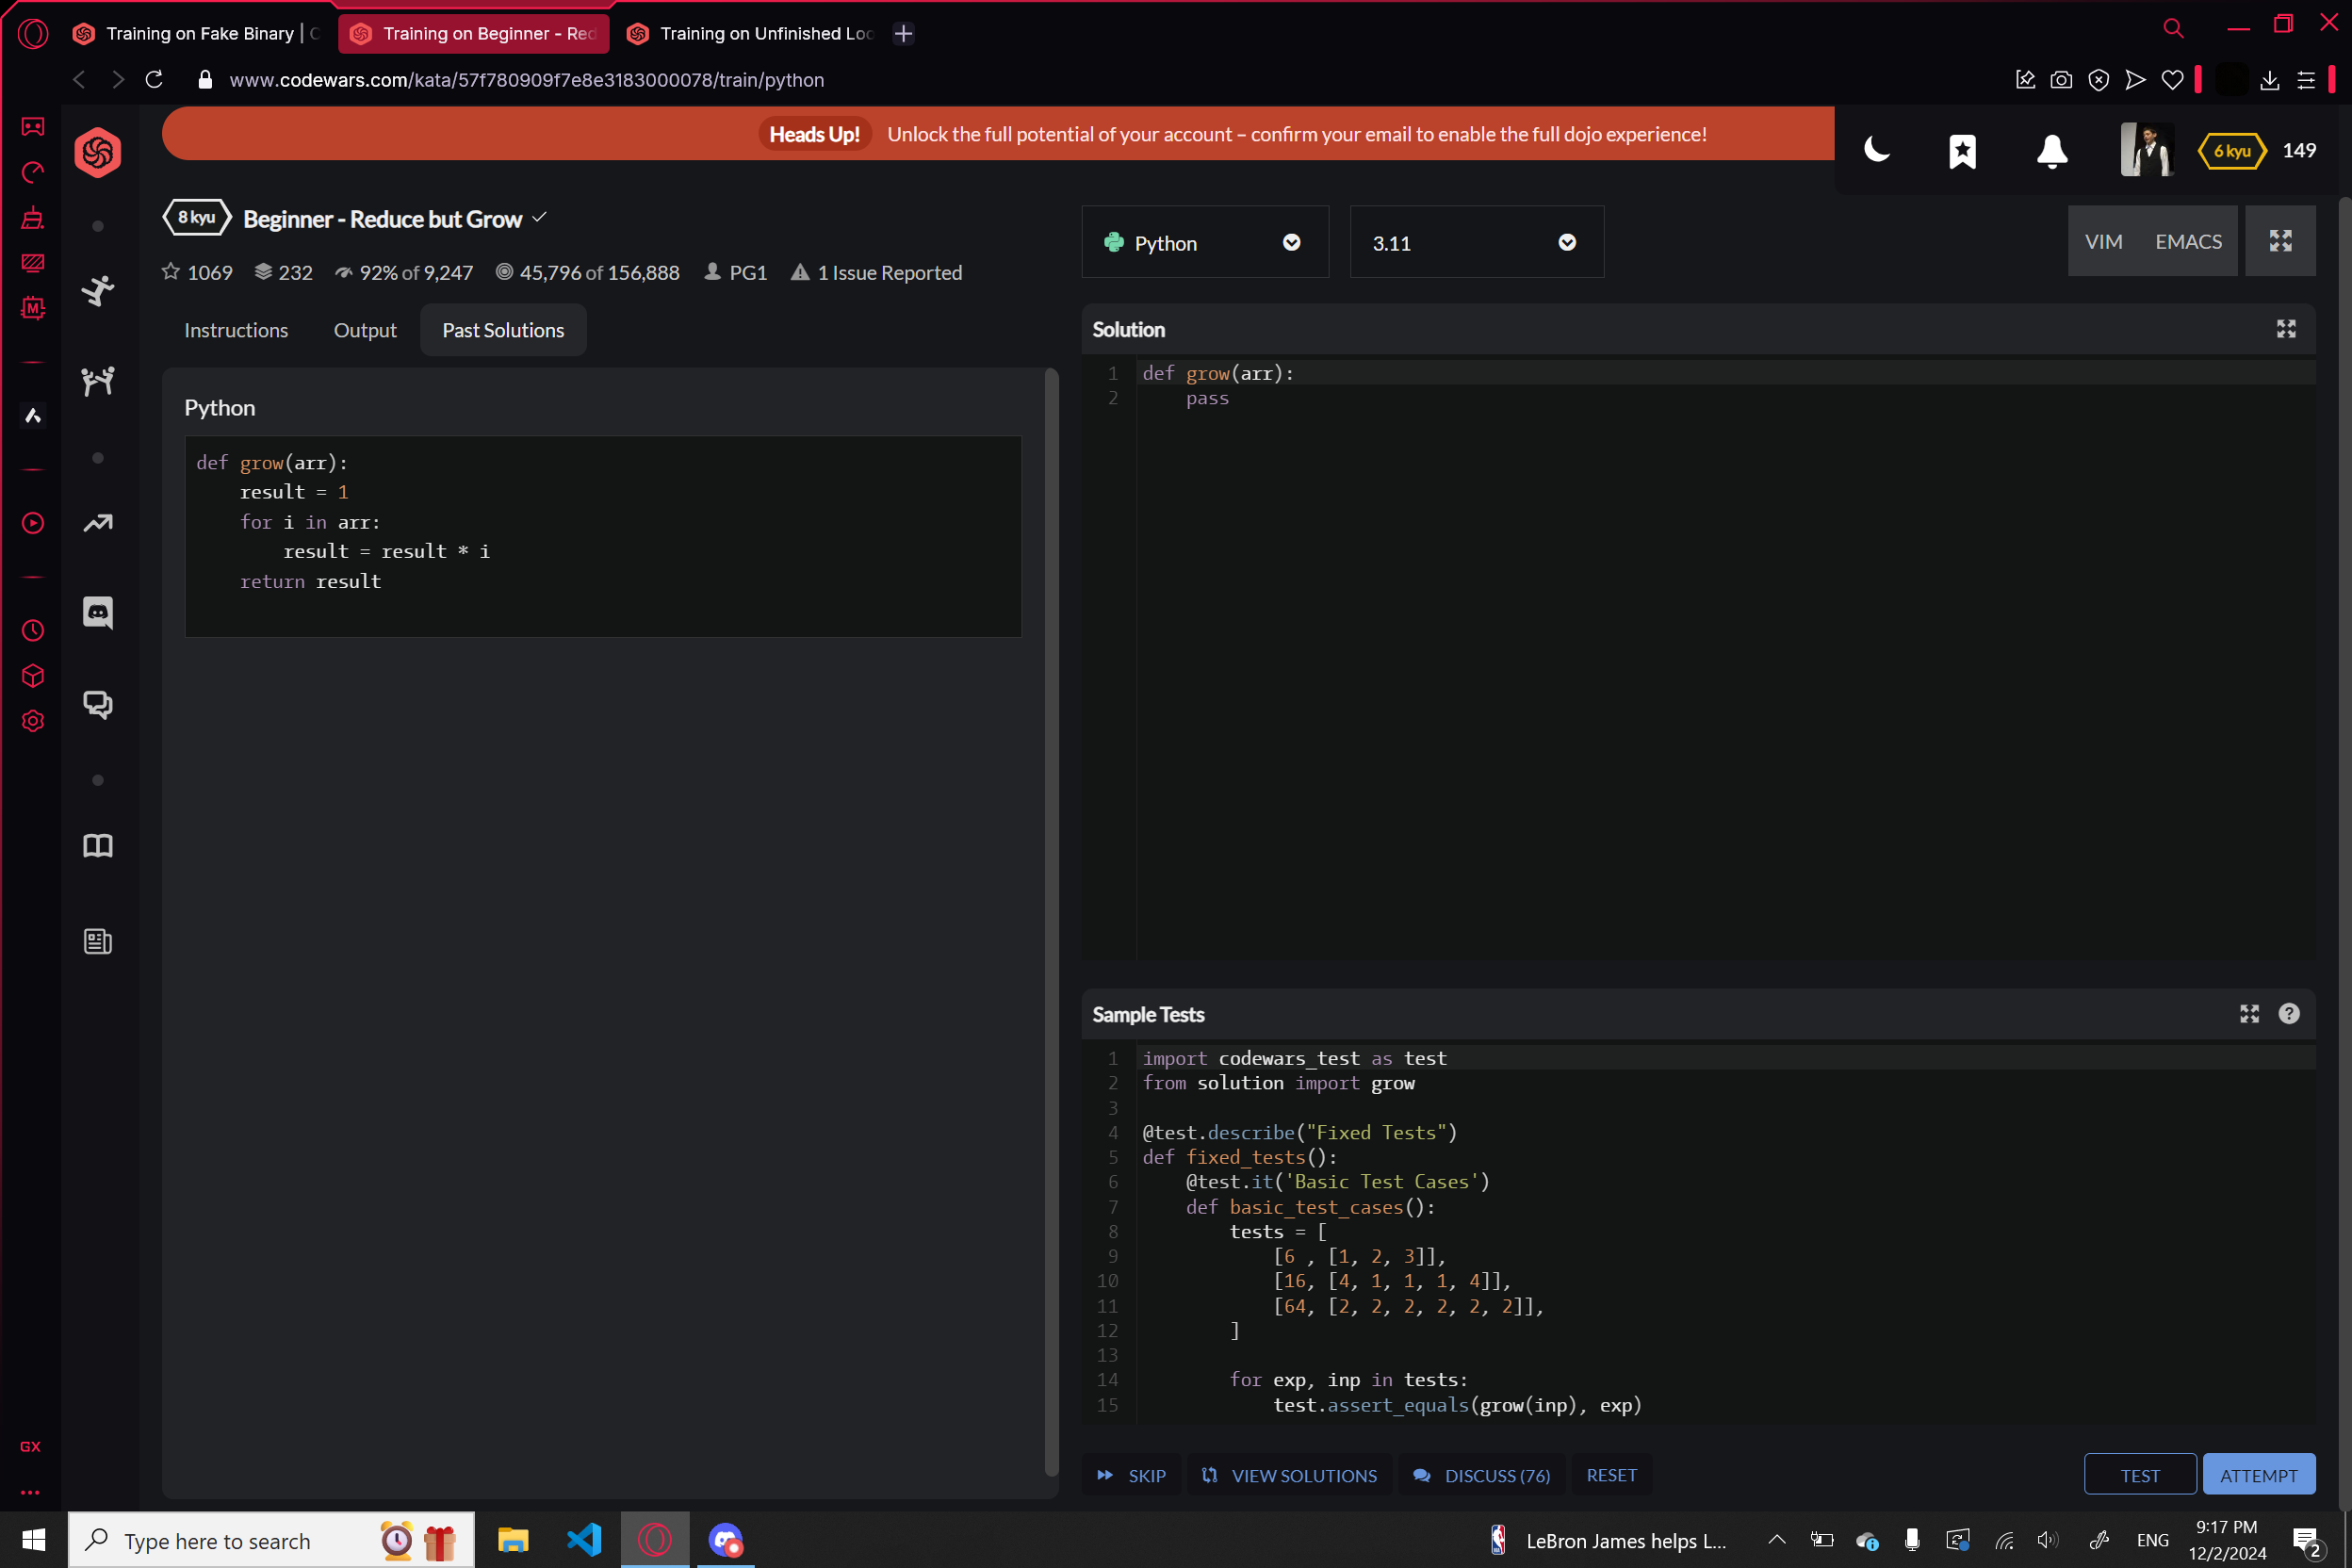 Training on Fake Binary | C
Training on Beginner - Red
Training on Unfinished Loo
www.codewars.com/kata/57f780909f7e8e3183000078/train/python
Heads Up! Unlock the full potential of your account – confirm your email to enable the full dojo experience!
6 kyu 149
8 kyu Beginner - Reduce but Grow
1069 232 92% of 9,247 45,796 of 156,888 PG1 1 Issue Reported
Python 3.11 VIM EMACS
Instructions Output Past Solutions
Python
def grow(arr):
    result = 1
    for i in arr:
        result = result * i
    return result
Solution
1 def grow(arr):
2     pass
Sample Tests
1 import codewars_test as test
2 from solution import grow
3
4 @test.describe("Fixed Tests")
5 def fixed_tests():
6     @test.it('Basic Test Cases')
7     def basic_test_cases():
8         tests = [
9             [6 , [1, 2, 3]],
10             [16, [4, 1, 1, 1, 4]],
11             [64, [2, 2, 2, 2, 2, 2]],
12         ]
13
14         for exp, inp in tests:
15             test.assert_equals(grow(inp), exp)
SKIP VIEW SOLUTIONS DISCUSS (76) RESET TEST ATTEMPT
M
GX
Type here to search
LeBron James helps L...
ENG
9:17 PM
12/2/2024
2